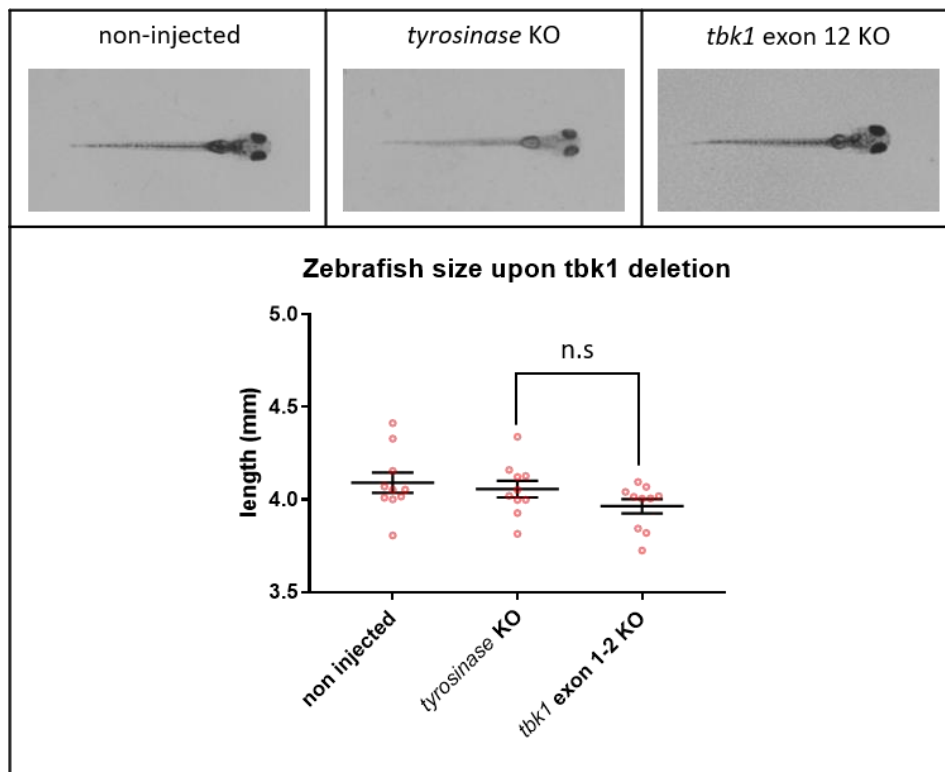 non-injected
tyrosinase KO
tbk1 exon 12 KO
Zebrafish size upon tbk1 deletion
5.0
n.s
4.5
length (mm)
4.0
3.5
non injected
tyrosinase KO
tbk1 exon 1-2 KO